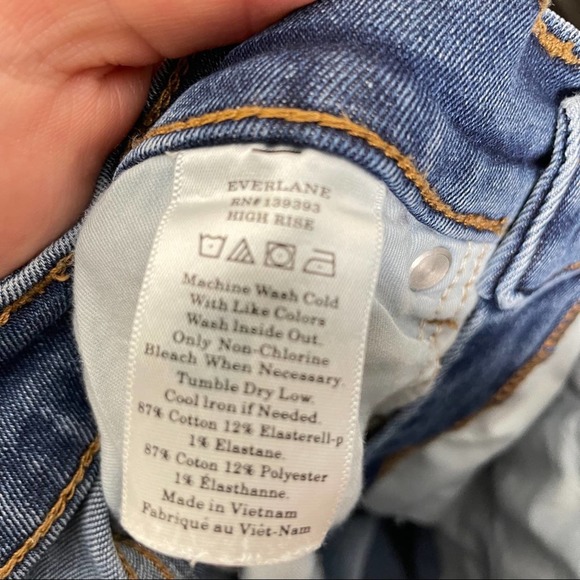 EVERLANE
RN#139393
HIGH RISE
Machine Wash Cold
With Like Colors
Wash Inside Out.
Only Non-Chlorine
Bleach When Necessary.
Tumble Dry Low.
Cool Iron if Needed.
87% Cotton 12% Elasterell-p
1% Elastane.
87% Coton 12% Polyester
1% Élasthanne.
Made in Vietnam
Fabriqué au Viêt-Nam